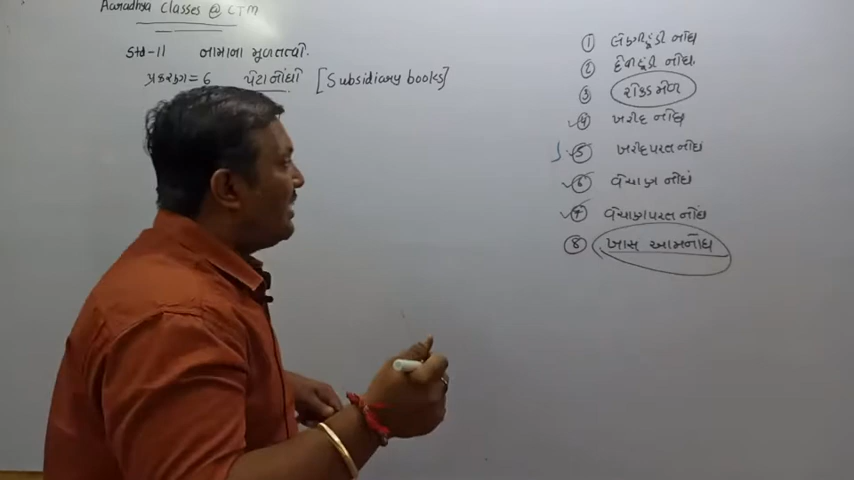 Aaradhya Classes @ CTM
Std-11 નામાના મૂળતત્વો.
પ્રકરણ = 6 પેટાનોંધો [Subsidiary books]
① લેણીહૂંડી નોંધ
② દેવીહૂંડી નોંધ
③ રોકડમેળ
④ ખરીદ નોંધ
⑤ ખરીદપરત નોંધ
⑥ વેચાણ નોંધ
⑦ વેચાણપરત નોંધ
⑧ ખાસ આમનોંધ